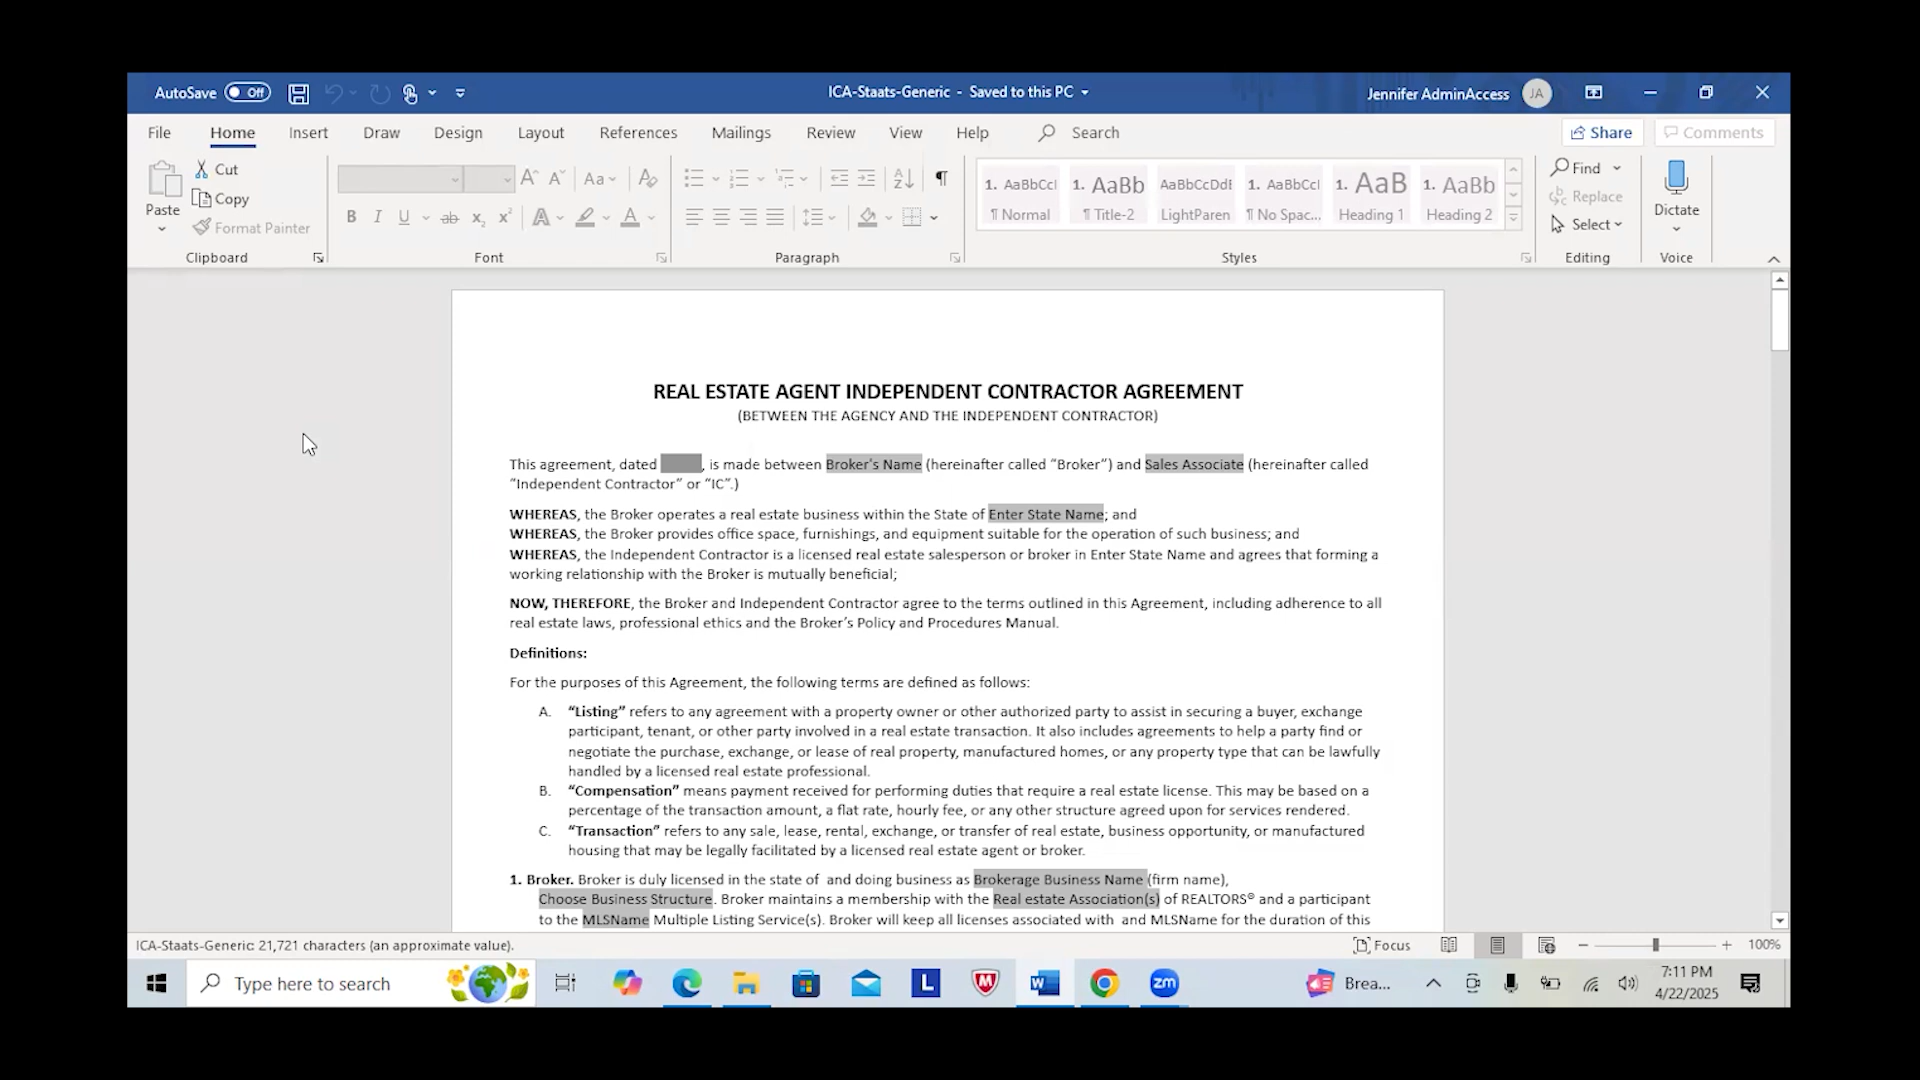 AutoSave Off ICA-Staats-Generic - Saved to this PC Jennifer AdminAccess JA
File Home Insert Draw Design Layout References Mailings Review View Help Search Share Comments
Paste
Cut
Copy
Format Painter
Clipboard
Aa
B I U ab x₂ x² A A
Font
Paragraph
1. AaBbCcI 1. AaBb AaBbCcDdE 1. AaBbCcI 1. AaB 1. AaBb
¶ Normal ¶ Title-2 LightParen ¶ No Spac... Heading 1 Heading 2
Styles
Find
Replace
Select
Editing
Dictate
Voice
REAL ESTATE AGENT INDEPENDENT CONTRACTOR AGREEMENT
(BETWEEN THE AGENCY AND THE INDEPENDENT CONTRACTOR)
This agreement, dated , is made between Broker's Name (hereinafter called “Broker”) and Sales Associate (hereinafter called
“Independent Contractor” or “IC”.)
WHEREAS, the Broker operates a real estate business within the State of Enter State Name; and
WHEREAS, the Broker provides office space, furnishings, and equipment suitable for the operation of such business; and
WHEREAS, the Independent Contractor is a licensed real estate salesperson or broker in Enter State Name and agrees that forming a
working relationship with the Broker is mutually beneficial;
NOW, THEREFORE, the Broker and Independent Contractor agree to the terms outlined in this Agreement, including adherence to all
real estate laws, professional ethics and the Broker’s Policy and Procedures Manual.
Definitions:
For the purposes of this Agreement, the following terms are defined as follows:
A. “Listing” refers to any agreement with a property owner or other authorized party to assist in securing a buyer, exchange
participant, tenant, or other party involved in a real estate transaction. It also includes agreements to help a party find or
negotiate the purchase, exchange, or lease of real property, manufactured homes, or any property type that can be lawfully
handled by a licensed real estate professional.
B. “Compensation” means payment received for performing duties that require a real estate license. This may be based on a
percentage of the transaction amount, a flat rate, hourly fee, or any other structure agreed upon for services rendered.
C. “Transaction” refers to any sale, lease, rental, exchange, or transfer of real estate, business opportunity, or manufactured
housing that may be legally facilitated by a licensed real estate agent or broker.
1. Broker. Broker is duly licensed in the state of and doing business as Brokerage Business Name (firm name),
Choose Business Structure. Broker maintains a membership with the Real estate Association(s) of REALTORS® and a participant
to the MLSName Multiple Listing Service(s). Broker will keep all licenses associated with and MLSName for the duration of this
ICA-Staats-Generic: 21,721 characters (an approximate value). Focus 100%
Type here to search L zm Brea... 7:11 PM
4/22/2025